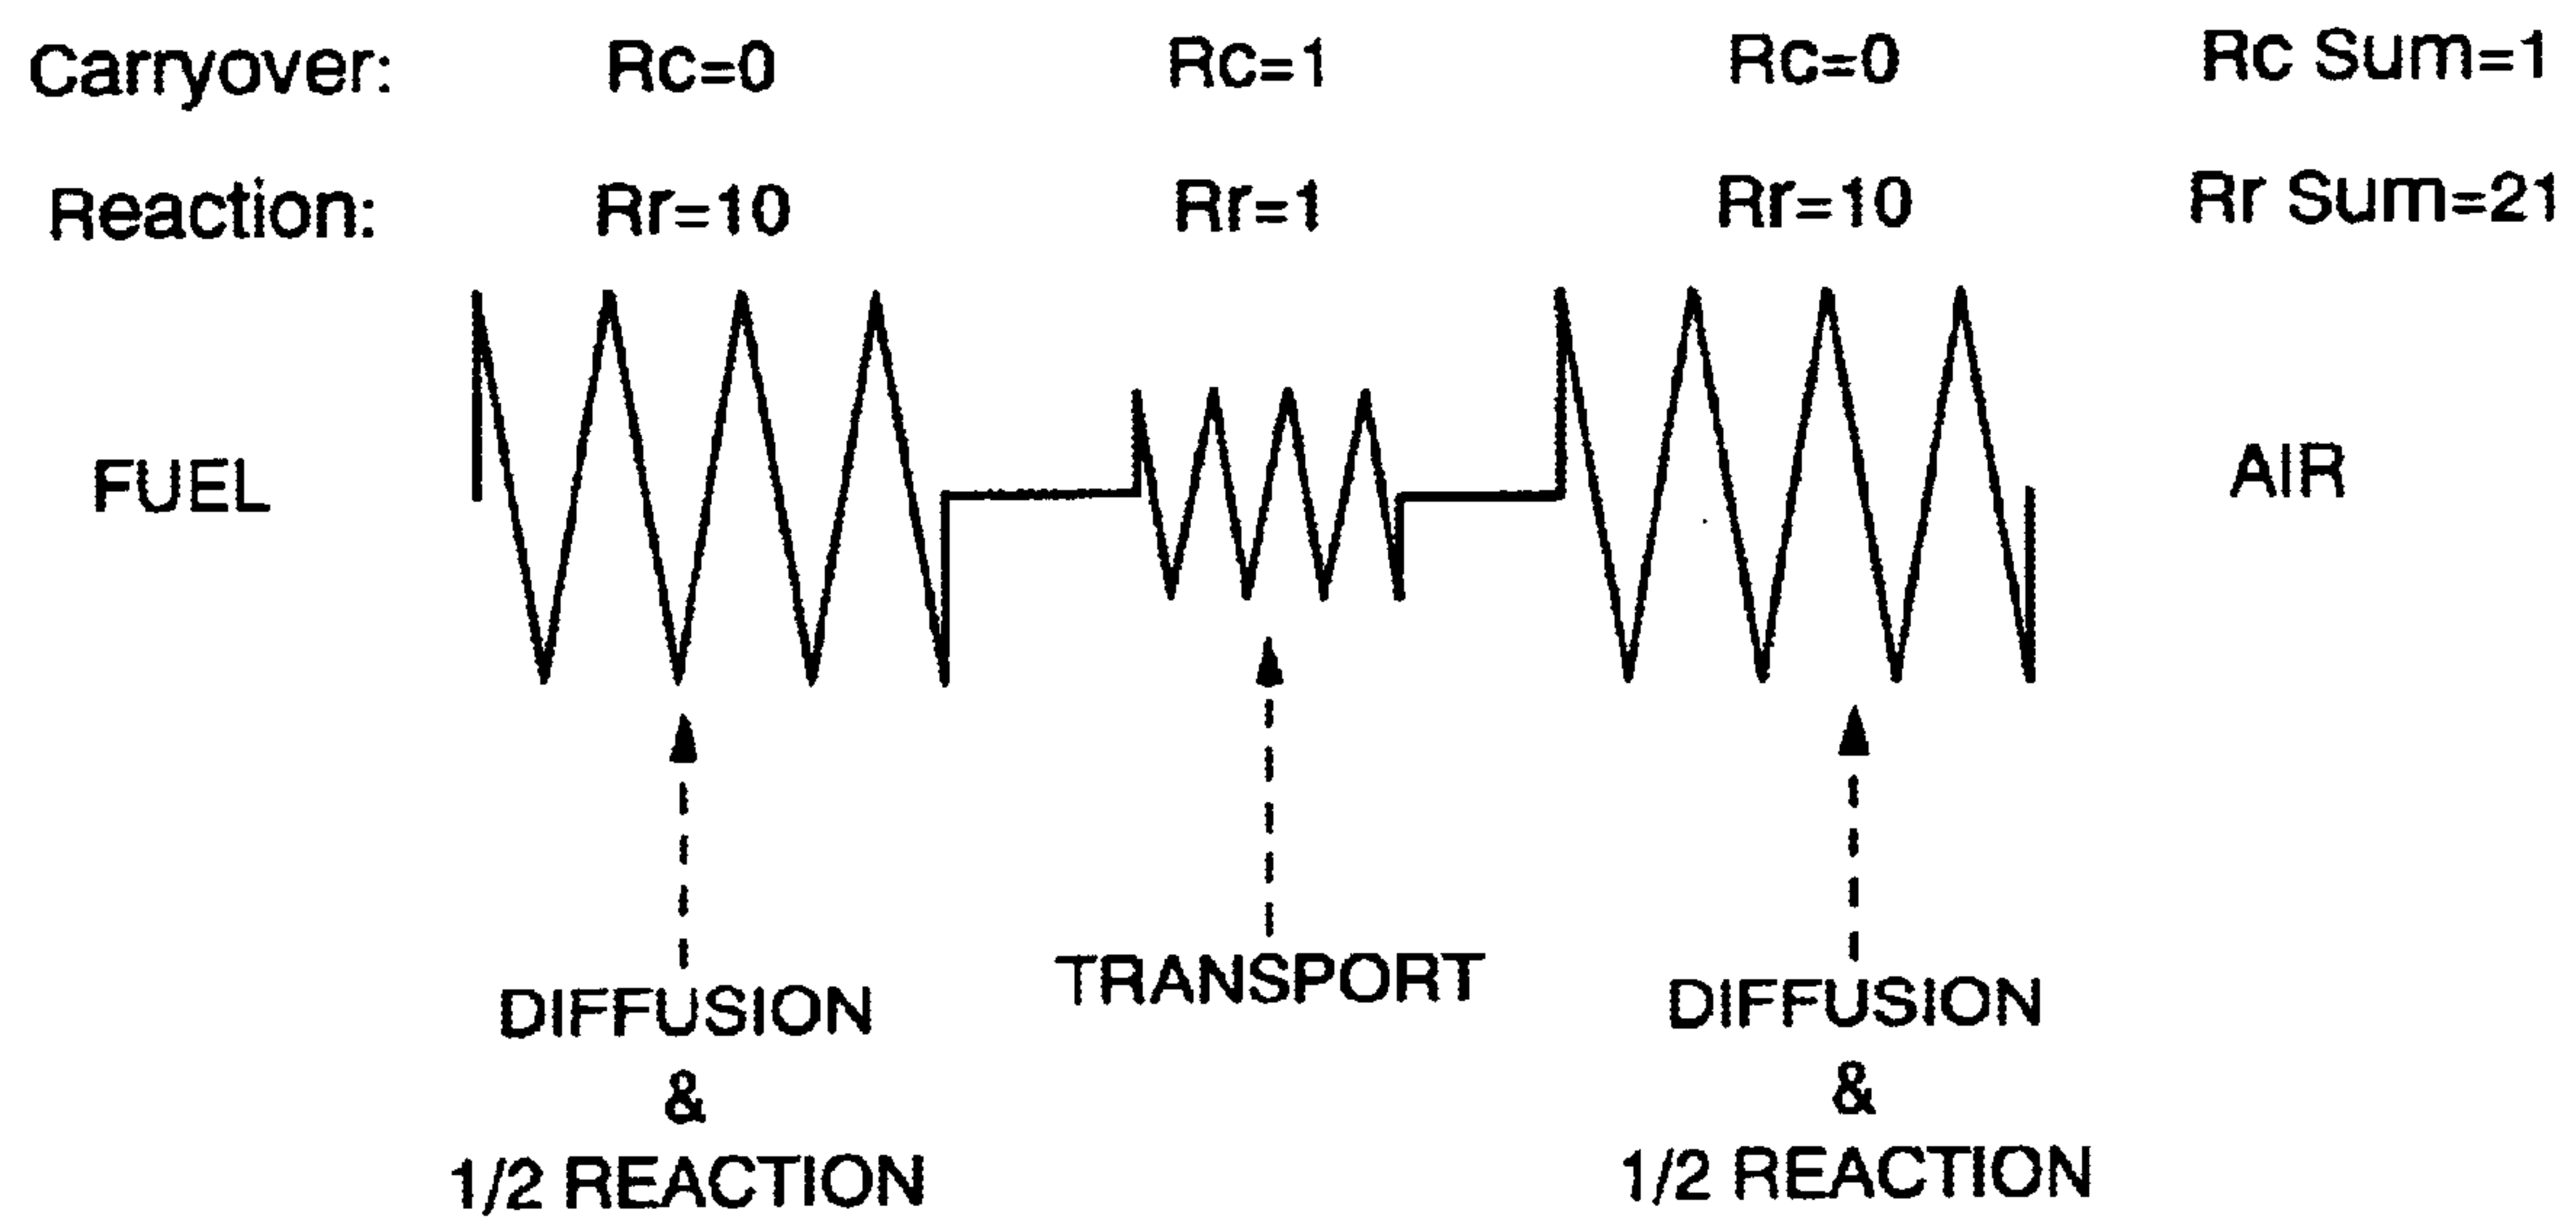 Carryover: Rc=0 Rc=1 Rc=0 Rc Sum=1
Reaction: Rr=10 Rr=1 Rr=10 Rr Sum=21
FUEL AIR
TRANSPORT
DIFFUSION
&
1/2 REACTION
DIFFUSION
&
1/2 REACTION